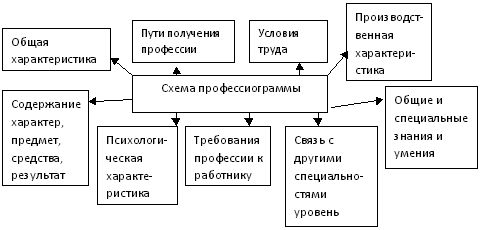 Общая
характеристика
Пути получения
профессии
Условия
труда
Производст-
венная
характери-
стика
Схема профессиограммы
Содержание
характер,
предмет,
средства,
результат
Психологи-
ческая
характе-
ристика
Требования
профессии к
работнику
Связь с
другими
специально-
стями
уровень
Общие и
специальные
знания и
умения